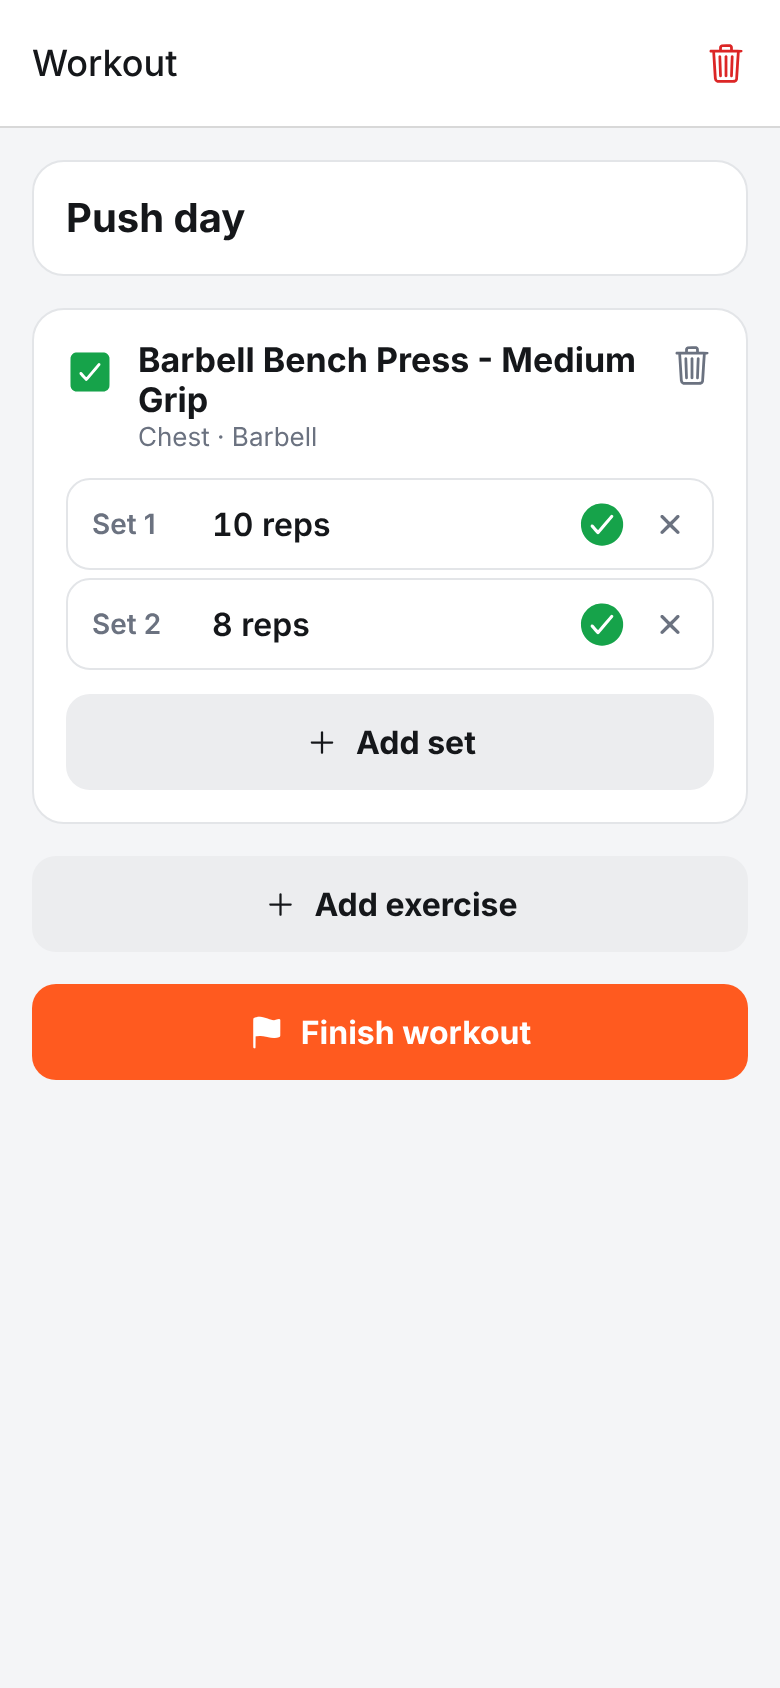 Workout
Push day
Barbell Bench Press - Medium
Grip
Chest · Barbell
Set 1 10 reps
Set 2 8 reps
Add set
Add exercise
Finish workout